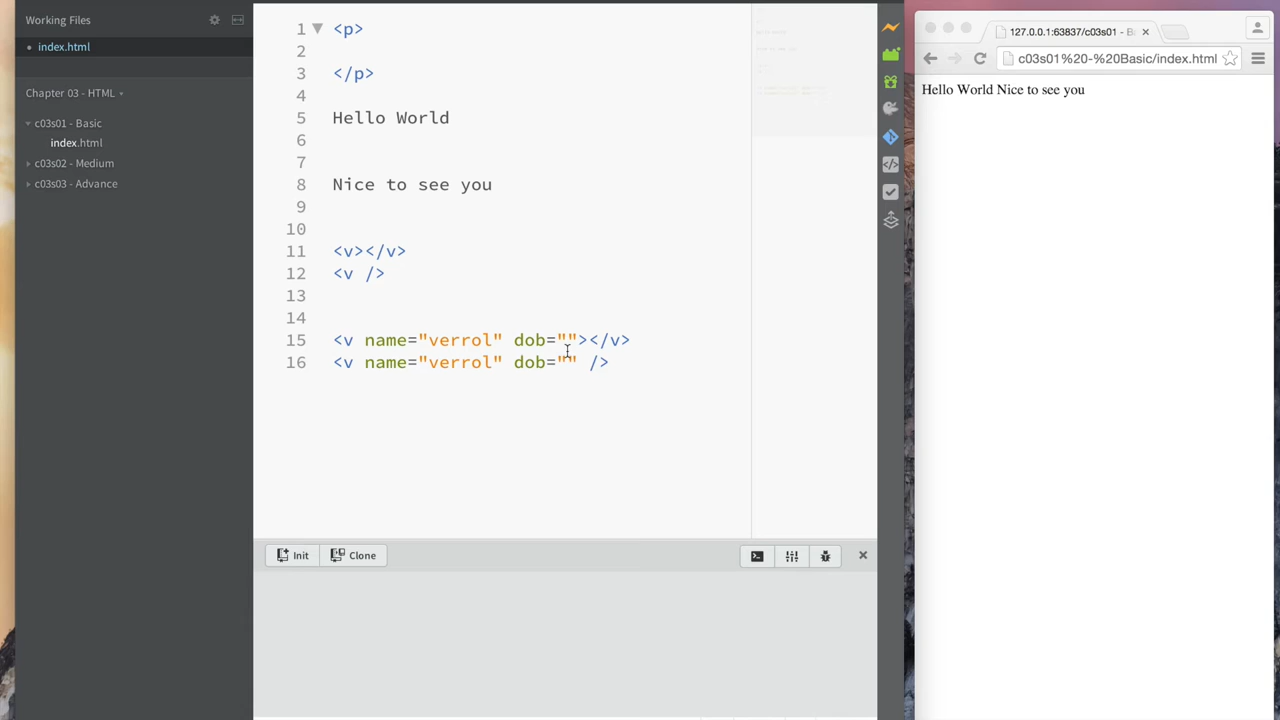 Working Files
index.html
Chapter 03 - HTML
c03s01 - Basic
index.html
c03s02 - Medium
c03s03 - Advance
1 <p>
2
3 </p>
4
5 Hello World
6
7
8 Nice to see you
9
10
11 <v></v>
12 <v />
13
14
15 <v name="verrol" dob=""></v>
16 <v name="verrol" dob="" />
Init Clone
127.0.0.1:63837/c03s01 - B
c03s01%20-%20Basic/index.html
Hello World Nice to see you